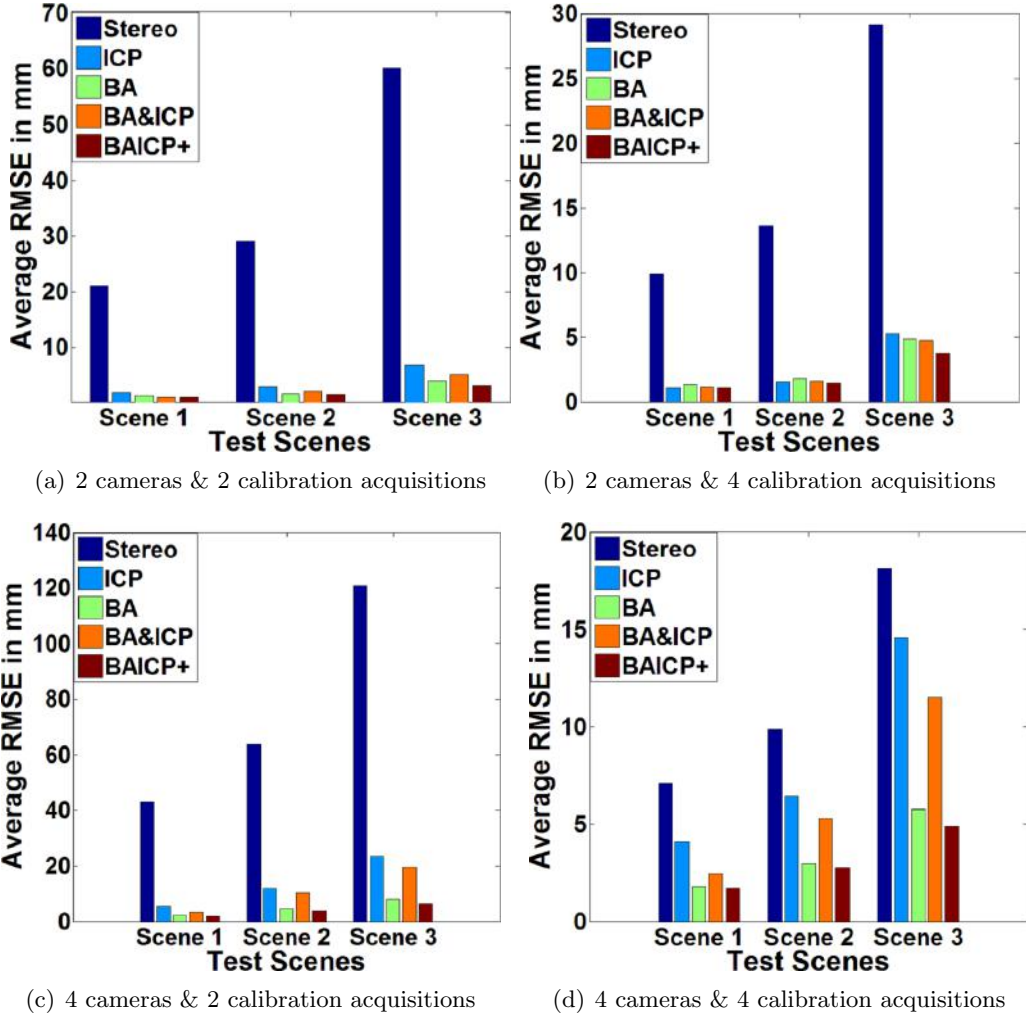 70
60
50
40
30
20
10
Average RMSE in mm
Stereo
ICP
BA
BA&ICP
BAICP+
Scene 1 Scene 2 Scene 3
Test Scenes
(a) 2 cameras & 2 calibration acquisitions
30
25
20
15
10
5
0
Average RMSE in mm
Stereo
ICP
BA
BA&ICP
BAICP+
Scene 1 Scene 2 Scene 3
Test Scenes
(b) 2 cameras & 4 calibration acquisitions
140
120
100
80
60
40
20
0
Average RMSE in mm
Stereo
ICP
BA
BA&ICP
BAICP+
Scene 1 Scene 2 Scene 3
Test Scenes
(c) 4 cameras & 2 calibration acquisitions
20
15
10
5
0
Average RMSE in mm
Stereo
ICP
BA
BA&ICP
BAICP+
Scene 1 Scene 2 Scene 3
Test Scenes
(d) 4 cameras & 4 calibration acquisitions